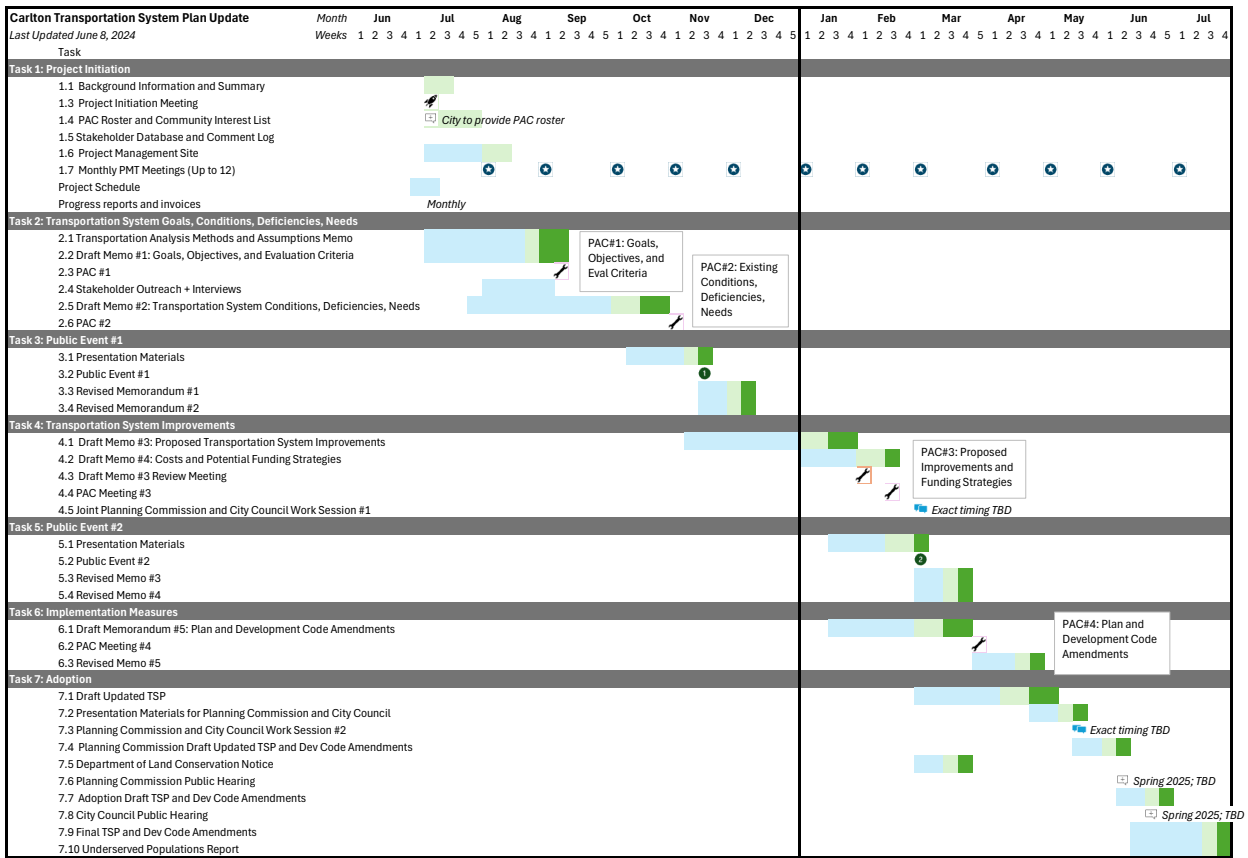 Carlton Transportation System Plan Update Month Jun Jul Aug Sep Oct Nov Dec Jan Feb Mar Apr May Jun Jul
Last Updated June 8, 2024 Weeks 1 2 3 4 1 2 3 4 1 2 3 4 1 2 3 4 5 1 2 3 4 1 2 3 4 1 2 3 4 5 1 2 3 4 1 2 3 4 1 2 3 4 5 1 2 3 4 1 2 3 4 1 2 3 4 5 1 2 3 4
Task
Task 1: Project Initiation
1.1 Background Information and Summary
1.3 Project Initiation Meeting
1.4 PAC Roster and Community Interest List City to provide PAC roster
1.5 Stakeholder Database and Comment Log
1.6 Project Management Site
1.7 Monthly PMT Meetings (Up to 12)
Project Schedule
Progress reports and invoices Monthly
Task 2: Transportation System Goals, Conditions, Deficiencies, Needs
2.1 Transportation Analysis Methods and Assumptions Memo
2.2 Draft Memo #1: Goals, Objectives, and Evaluation Criteria
2.3 PAC #1
2.4 Stakeholder Outreach + Interviews
2.5 Draft Memo #2: Transportation System Conditions, Deficiencies, Needs
2.6 PAC #2
PAC#1: Goals,
Objectives, and
Eval Criteria
PAC#2: Existing
Conditions,
Deficiencies,
Needs
Task 3: Public Event #1
3.1 Presentation Materials
3.2 Public Event #1 1
3.3 Revised Memorandum #1
3.4 Revised Memorandum #2
Task 4: Transportation System Improvements
4.1 Draft Memo #3: Proposed Transportation System Improvements
4.2 Draft Memo #4: Costs and Potential Funding Strategies
4.3 Draft Memo #3 Review Meeting
4.4 PAC Meeting #3
4.5 Joint Planning Commission and City Council Work Session #1 Exact timing TBD
PAC#3: Proposed
Improvements and
Funding Strategies
Task 5: Public Event #2
5.1 Presentation Materials
5.2 Public Event #2 2
5.3 Revised Memo #3
5.4 Revised Memo #4
Task 6: Implementation Measures
6.1 Draft Memorandum #5: Plan and Development Code Amendments
6.2 PAC Meeting #4
6.3 Revised Memo #5
PAC#4: Plan and
Development Code
Amendments
Task 7: Adoption
7.1 Draft Updated TSP
7.2 Presentation Materials for Planning Commission and City Council
7.3 Planning Commission and City Council Work Session #2 Exact timing TBD
7.4 Planning Commission Draft Updated TSP and Dev Code Amendments
7.5 Department of Land Conservation Notice
7.6 Planning Commission Public Hearing Spring 2025; TBD
7.7 Adoption Draft TSP and Dev Code Amendments
7.8 City Council Public Hearing Spring 2025; TBD
7.9 Final TSP and Dev Code Amendments
7.10 Underserved Populations Report